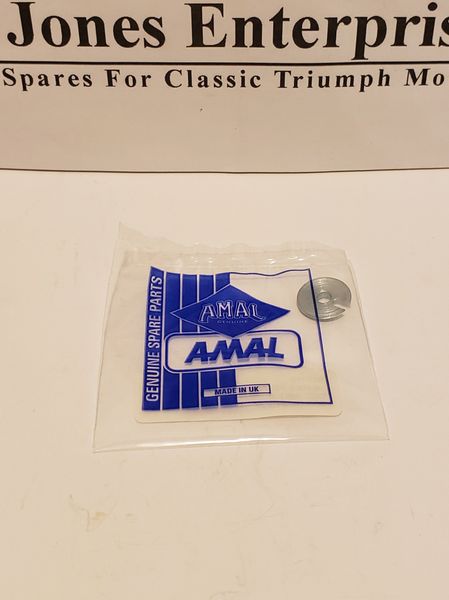 Jones Enterpris
Spares For Classic Triumph Mo
GENUINE SPARE PARTS
AMAL
GENUINE
AMAL
MADE IN UK